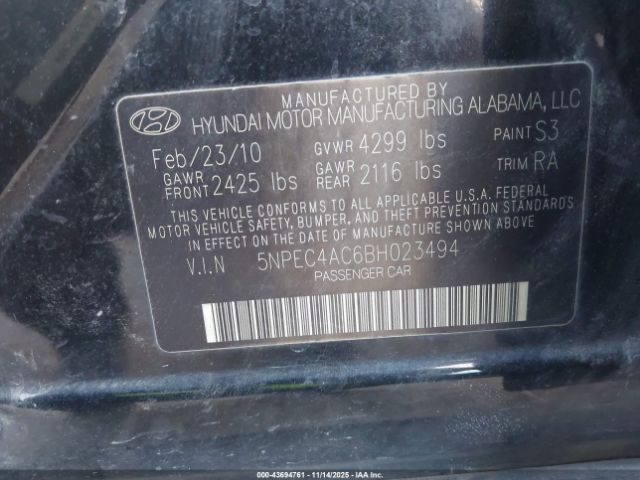 MANUFACTURED BY
HYUNDAI MOTOR MANUFACTURING ALABAMA, LLC
Feb/23/10 GVWR 4299 lbs PAINT S3
GAWR FRONT 2425 lbs GAWR REAR 2116 lbs TRIM RA
THIS VEHICLE CONFORMS TO ALL APPLICABLE U.S.A. FEDERAL
MOTOR VEHICLE SAFETY, BUMPER, AND THEFT PREVENTION
STANDARDS IN EFFECT ON THE DATE OF MANUFACTURE SHOWN ABOVE.
V.I.N 5NPEC4AC6BH023494
PASSENGER CAR
000-43694761 - 11/14/2025 - IAAI.COM